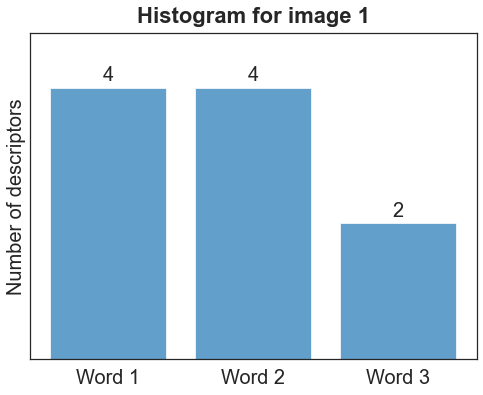 Histogram for image 1
4
4
2
Number of descriptors
Word 1
Word 2
Word 3